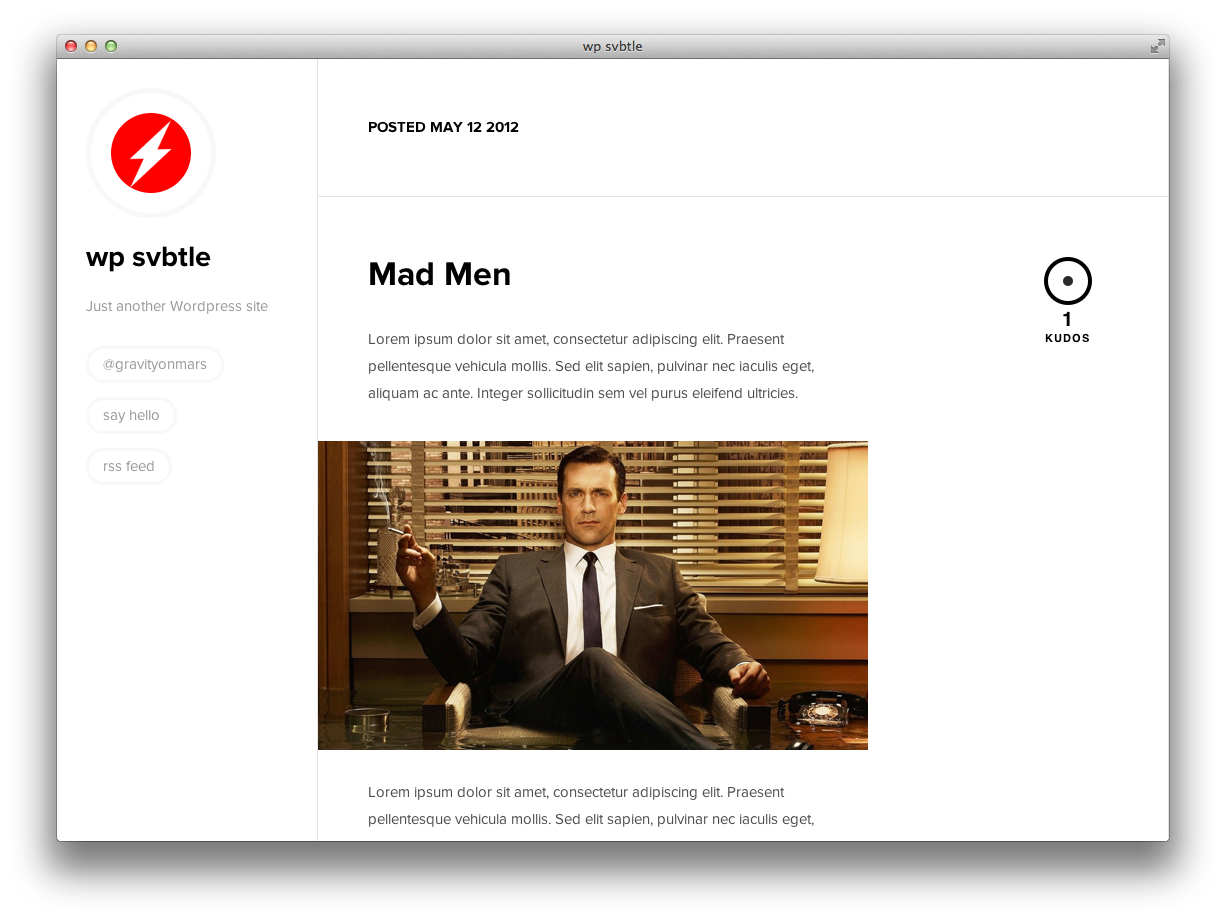 wp svbtle
wp svbtle
Just another Wordpress site
@gravityonmars
say hello
rss feed
POSTED MAY 12 2012
Mad Men
1
KUDOS
Lorem ipsum dolor sit amet, consectetur adipiscing elit. Praesent
pellentesque vehicula mollis. Sed elit sapien, pulvinar nec iaculis eget,
aliquam ac ante. Integer sollicitudin sem vel purus eleifend ultricies.
Lorem ipsum dolor sit amet, consectetur adipiscing elit. Praesent
pellentesque vehicula mollis. Sed elit sapien, pulvinar nec iaculis eget,